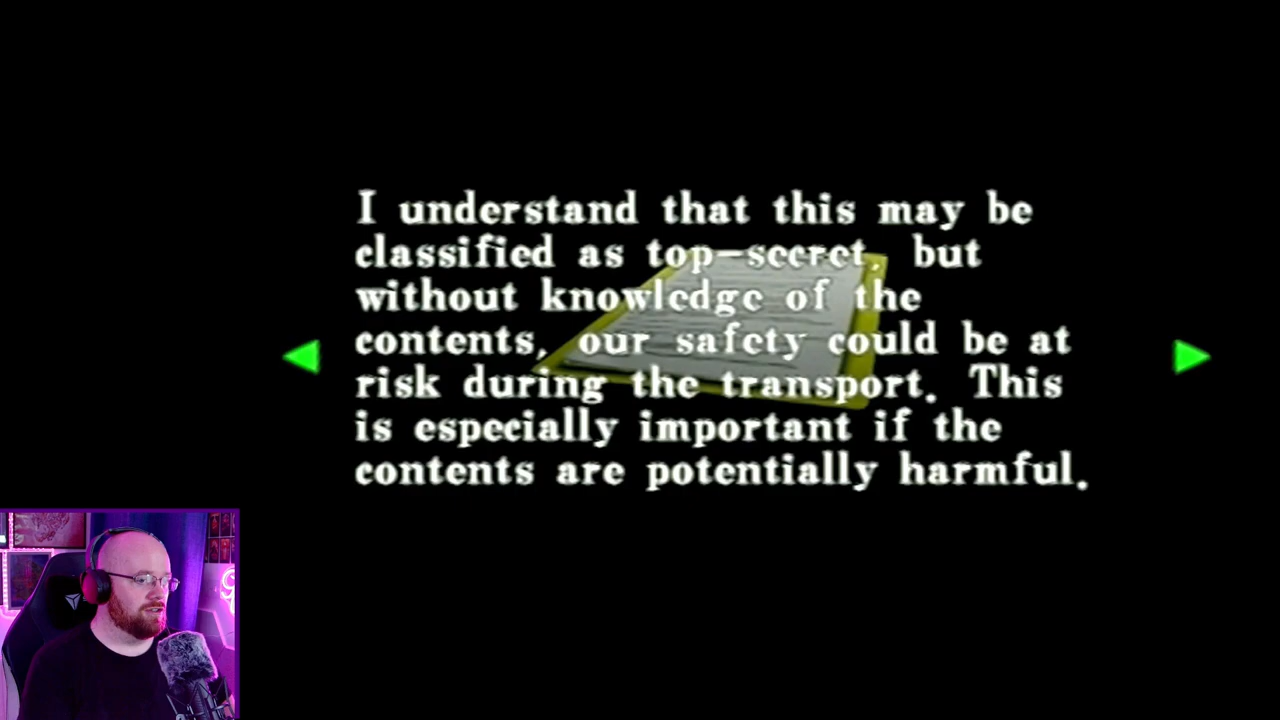 I understand that this may be
classified as top-secret, but
without knowledge of the
contents, our safety could be at
risk during the transport. This
is especially important if the
contents are potentially harmful.